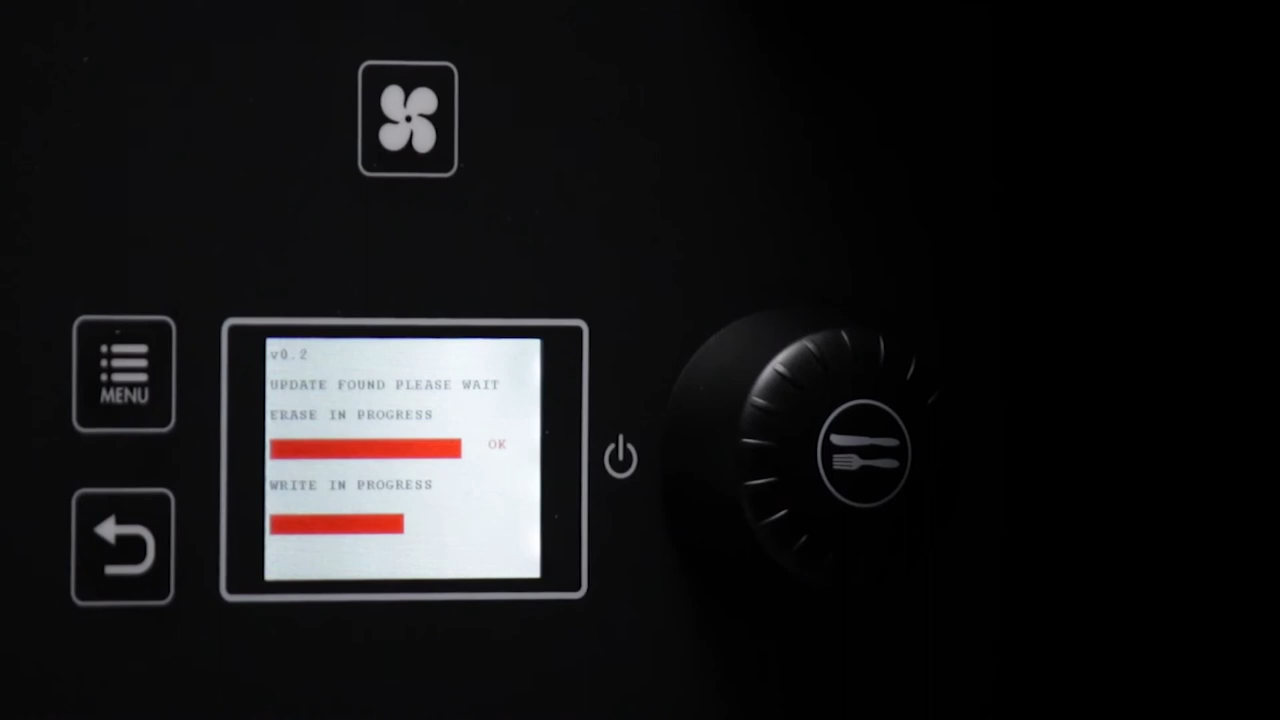 v0.2
UPDATE FOUND PLEASE WAIT
ERASE IN PROGRESS
OK
WRITE IN PROGRESS
MENU